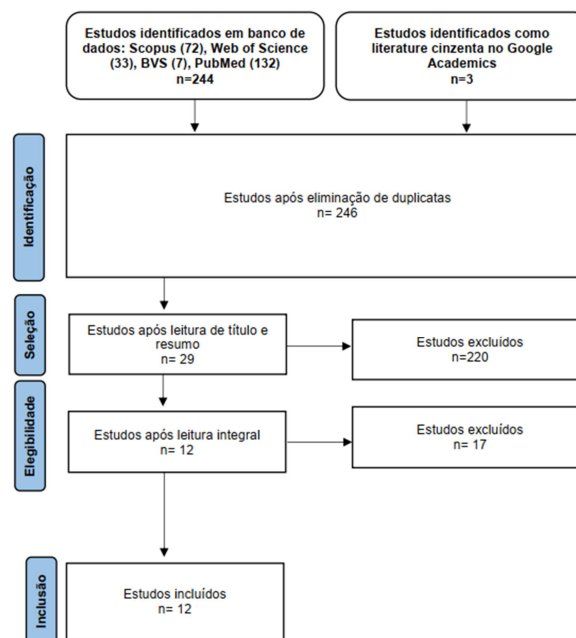 Estudos identificados em banco de
dados: Scopus (72), Web of Science
(33), BVS (7), PubMed (132)
n=244
Estudos identificados como
literature cinzenta no Google
Academics
n=3
Identificação
Estudos após eliminação de duplicatas
n= 246
Seleção
Estudos após leitura de título e
resumo
n= 29
Estudos excluídos
n=220
Elegibilidade
Estudos após leitura integral
n= 12
Estudos excluídos
n= 17
Inclusão
Estudos incluídos
n= 12